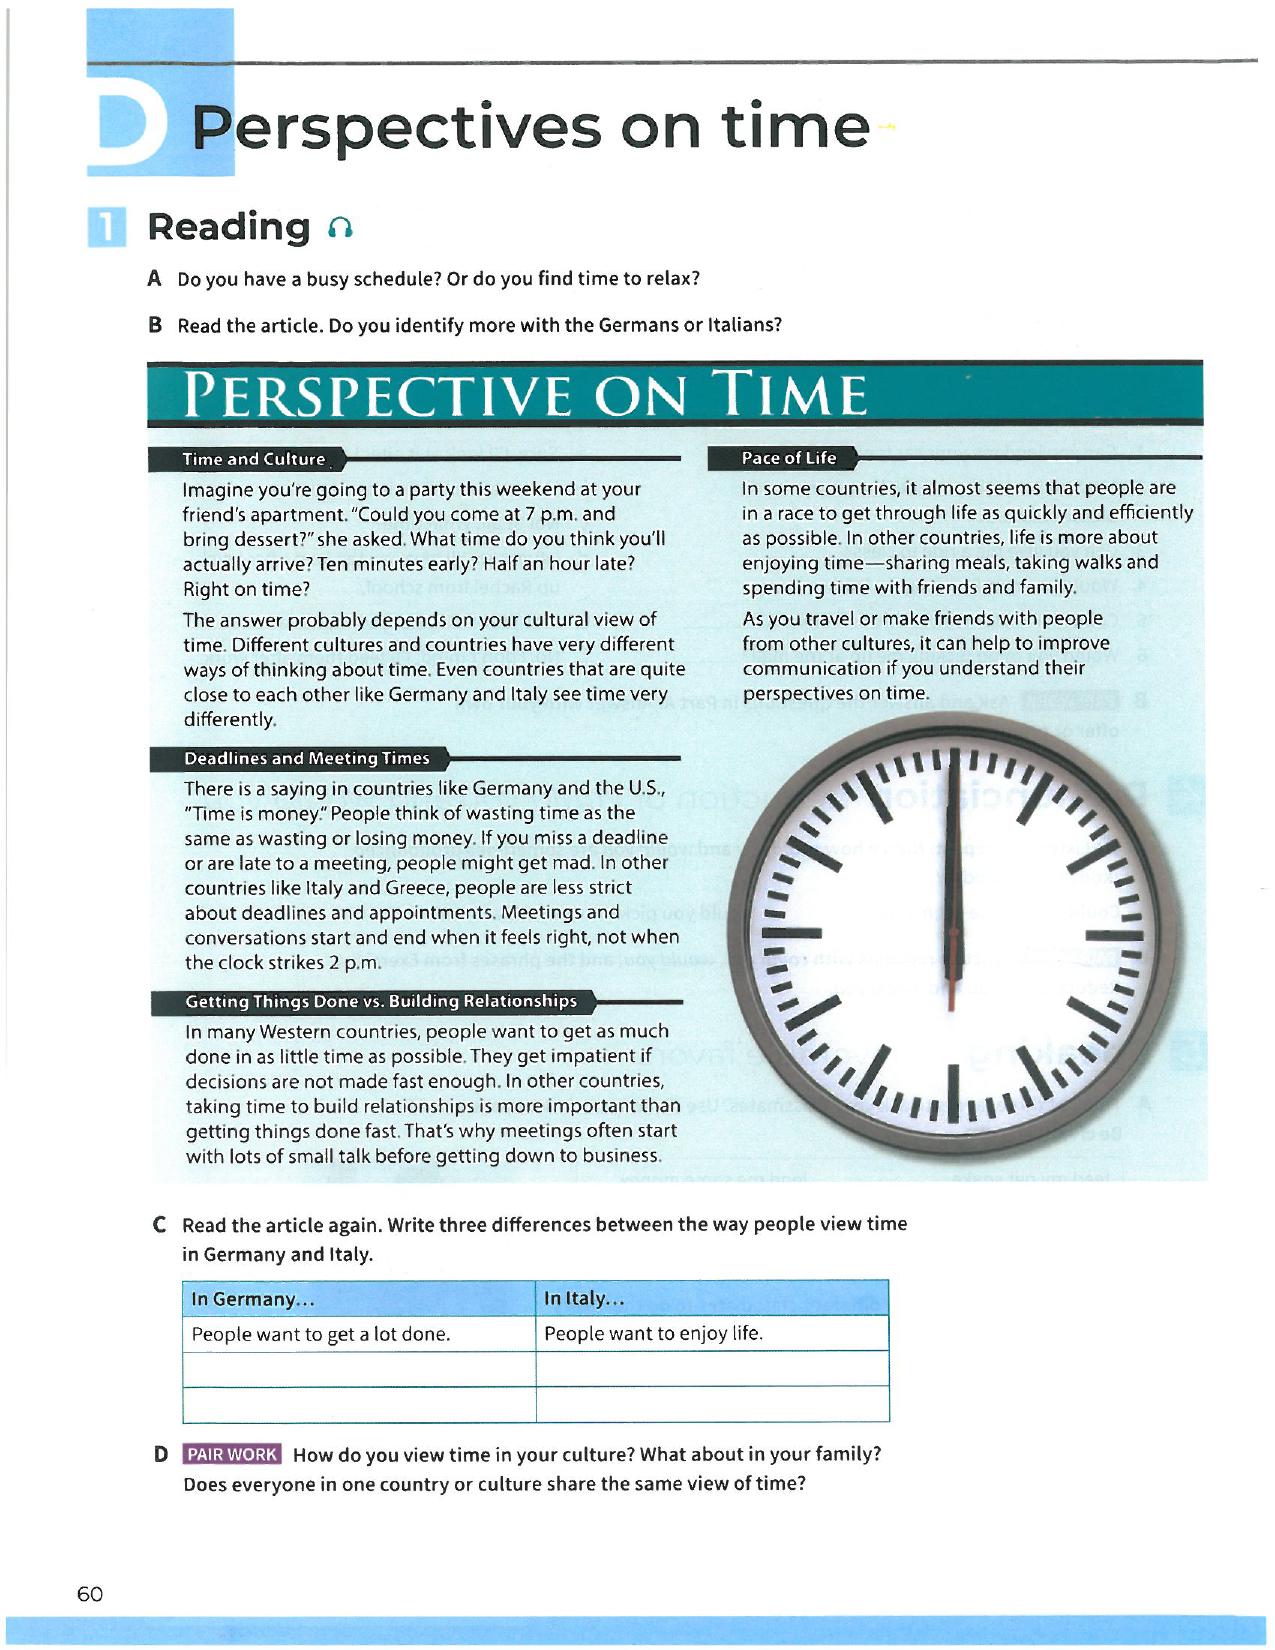 D Perspectives on time
1 Reading
A Do you have a busy schedule? Or do you find time to relax?
B Read the article. Do you identify more with the Germans or Italians?
PERSPECTIVE ON TIME
Time and Culture
Imagine you're going to a party this weekend at your
friend's apartment. "Could you come at 7 p.m. and
bring dessert?" she asked. What time do you think you'll
actually arrive? Ten minutes early? Half an hour late?
Right on time?
The answer probably depends on your cultural view of
time. Different cultures and countries have very different
ways of thinking about time. Even countries that are quite
close to each other like Germany and Italy see time very
differently.
Deadlines and Meeting Times
There is a saying in countries like Germany and the U.S.,
"Time is money." People think of wasting time as the
same as wasting or losing money. If you miss a deadline
or are late to a meeting, people might get mad. In other
countries like Italy and Greece, people are less strict
about deadlines and appointments. Meetings and
conversations start and end when it feels right, not when
the clock strikes 2 p.m.
Getting Things Done vs. Building Relationships
In many Western countries, people want to get as much
done in as little time as possible. They get impatient if
decisions are not made fast enough. In other countries,
taking time to build relationships is more important than
getting things done fast. That's why meetings often start
with lots of small talk before getting down to business.
Pace of Life
In some countries, it almost seems that people are
in a race to get through life as quickly and efficiently
as possible. In other countries, life is more about
enjoying time—sharing meals, taking walks and
spending time with friends and family.
As you travel or make friends with people
from other cultures, it can help to improve
communication if you understand their
perspectives on time.
C Read the article again. Write three differences between the way people view time
in Germany and Italy.
In Germany... In Italy...
People want to get a lot done. People want to enjoy life.
D PAIR WORK How do you view time in your culture? What about in your family?
Does everyone in one country or culture share the same view of time?
60